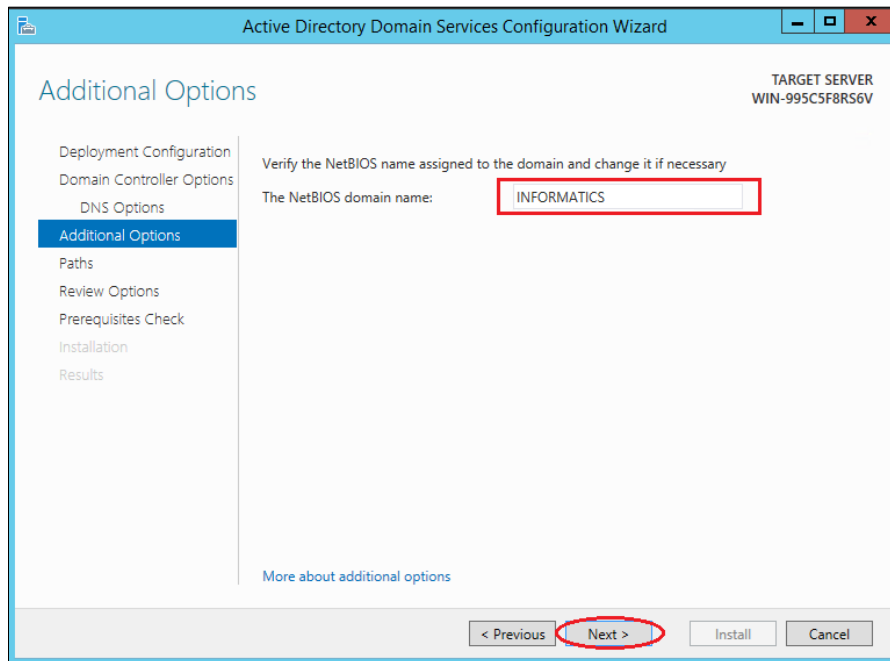 Active Directory Domain Services Configuration Wizard
Additional Options
TARGET SERVER
WIN-995C5F8RS6V
Deployment Configuration
Domain Controller Options
DNS Options
Additional Options
Paths
Review Options
Prerequisites Check
Installation
Results
Verify the NetBIOS name assigned to the domain and change it if necessary
The NetBIOS domain name: INFORMATICS
More about additional options
< Previous Next > Install Cancel